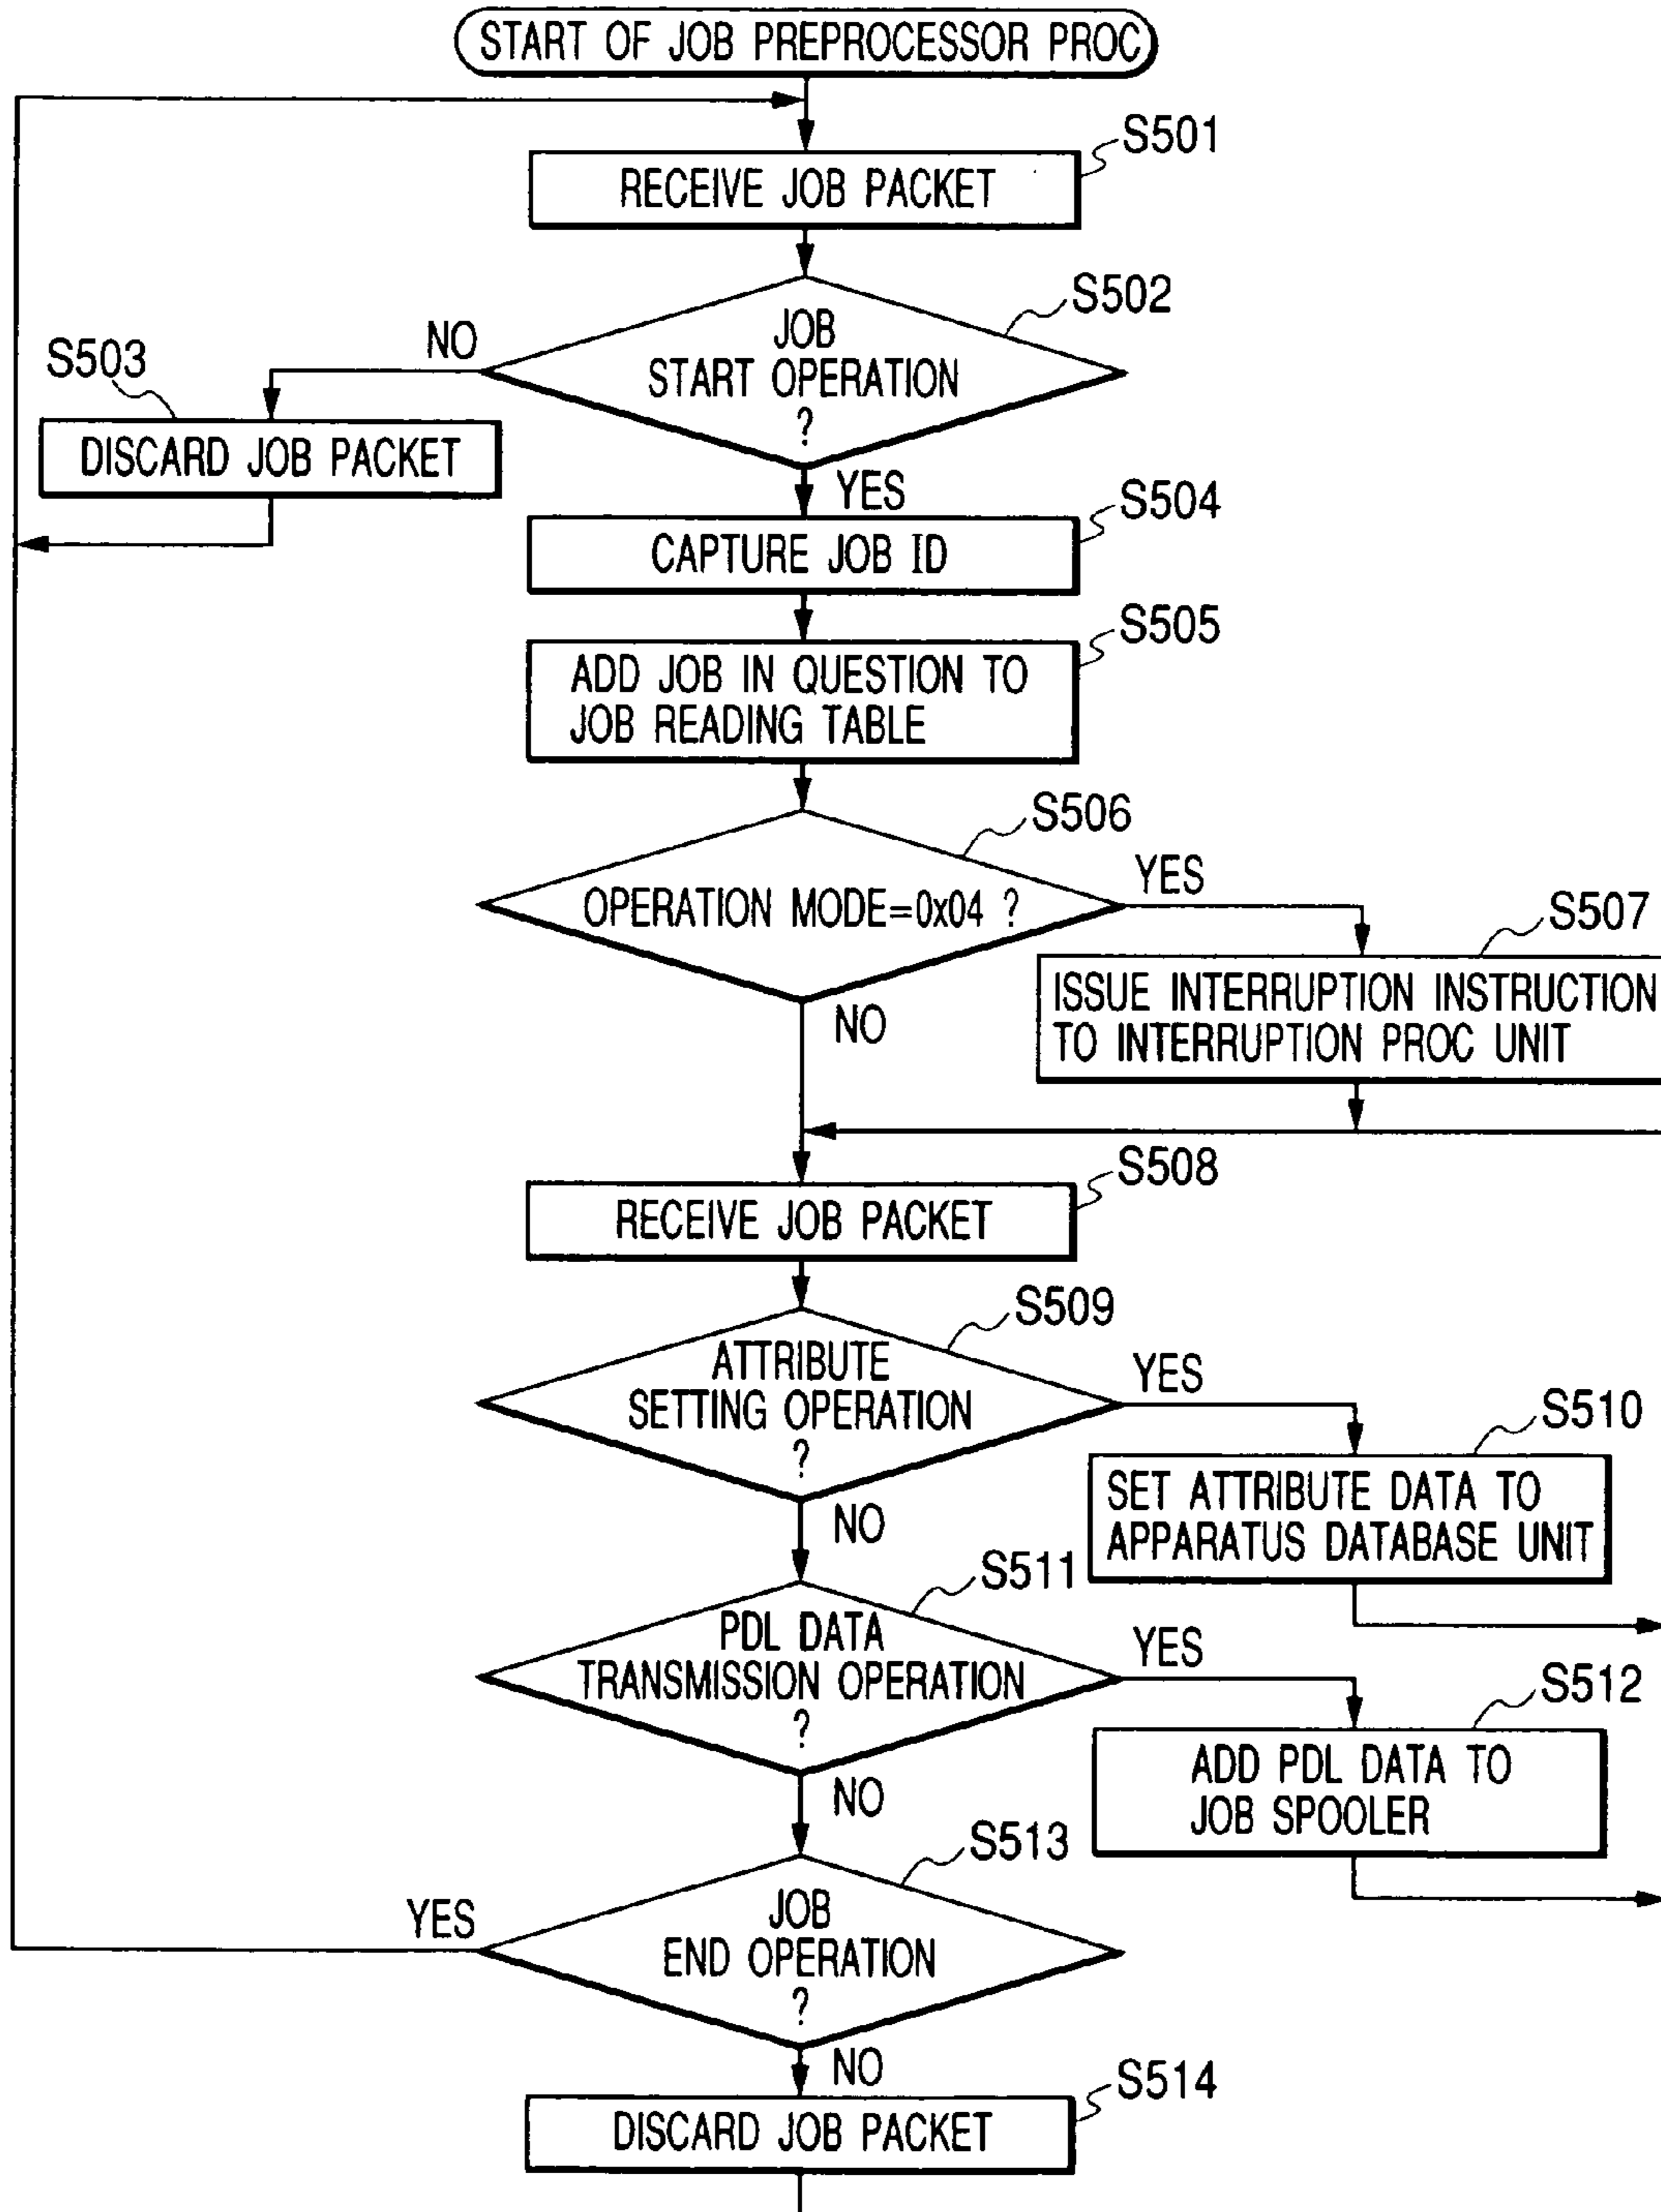 START OF JOB PREPROCESSOR PROC
S501
RECEIVE JOB PACKET
S502
JOB
START OPERATION
?
NO
S503
DISCARD JOB PACKET
YES
S504
CAPTURE JOB ID
S505
ADD JOB IN QUESTION TO
JOB READING TABLE
S506
OPERATION MODE=0x04 ?
YES
S507
ISSUE INTERRUPTION INSTRUCTION
TO INTERRUPTION PROC UNIT
NO
S508
RECEIVE JOB PACKET
S509
ATTRIBUTE
SETTING OPERATION
?
YES
S510
SET ATTRIBUTE DATA TO
APPARATUS DATABASE UNIT
NO
S511
PDL DATA
TRANSMISSION OPERATION
?
YES
S512
ADD PDL DATA TO
JOB SPOOLER
NO
S513
JOB
END OPERATION
?
YES
NO
S514
DISCARD JOB PACKET